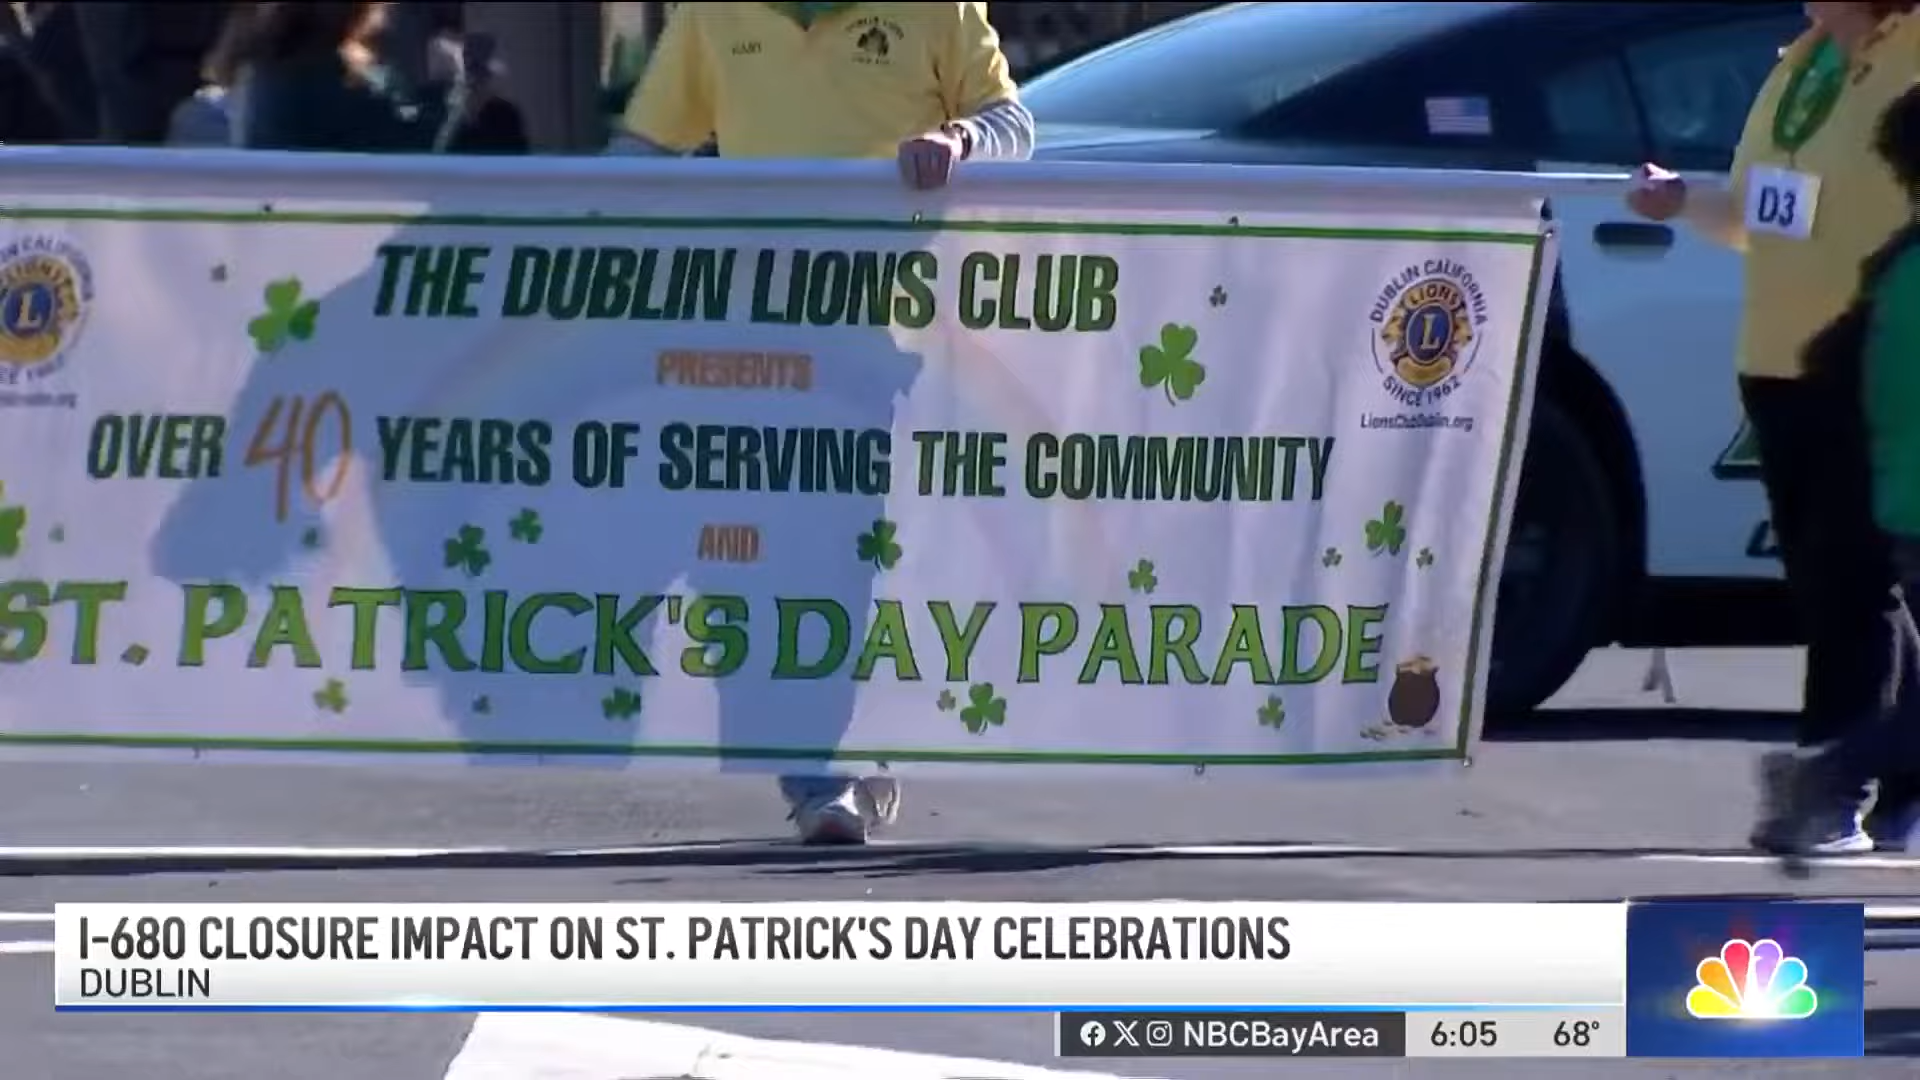 GARY
D3
THE DUBLIN LIONS CLUB
PRESENTS
OVER 40 YEARS OF SERVING THE COMMUNITY
AND
ST. PATRICK'S DAY PARADE
DUBLIN CALIFORNIA
LIONS
L
SINCE 1962
LionsClubDublin.org
I-680 CLOSURE IMPACT ON ST. PATRICK'S DAY CELEBRATIONS
DUBLIN
NBCBayArea
6:05
68°